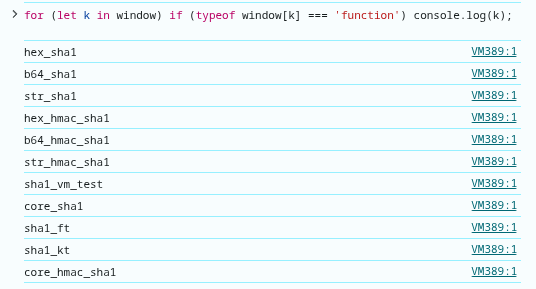 for (let k in window) if (typeof window[k] === 'function') console.log(k);
hex_sha1 VM389:1
b64_sha1 VM389:1
str_sha1 VM389:1
hex_hmac_sha1 VM389:1
b64_hmac_sha1 VM389:1
str_hmac_sha1 VM389:1
sha1_vm_test VM389:1
core_sha1 VM389:1
sha1_ft VM389:1
sha1_kt VM389:1
core_hmac_sha1 VM389:1